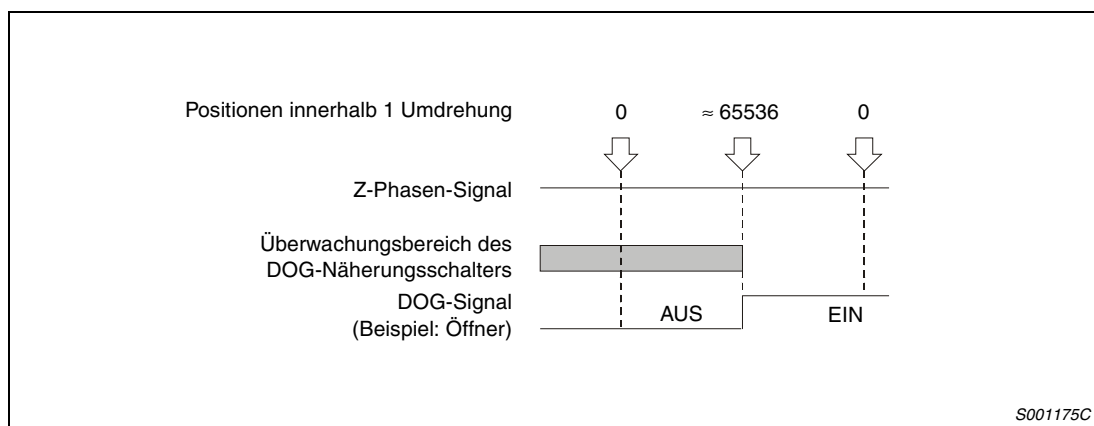 Positionen innerhalb 1 Umdrehung
0
≈ 65536
0
Z-Phasen-Signal
Überwachungsbereich des
DOG-Näherungsschalters
DOG-Signal
(Beispiel: Öffner)
AUS
EIN
S001175C